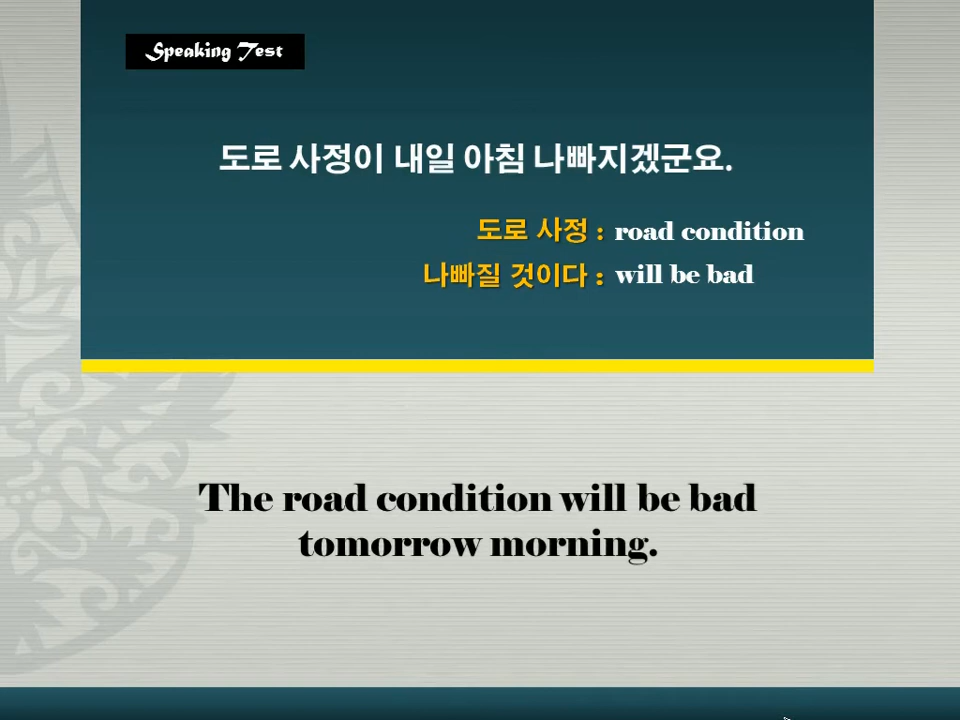 Speaking Test
도로 사정이 내일 아침 나빠지겠군요.
도로 사정 : road condition
나빠질 것이다 : will be bad
The road condition will be bad
tomorrow morning.